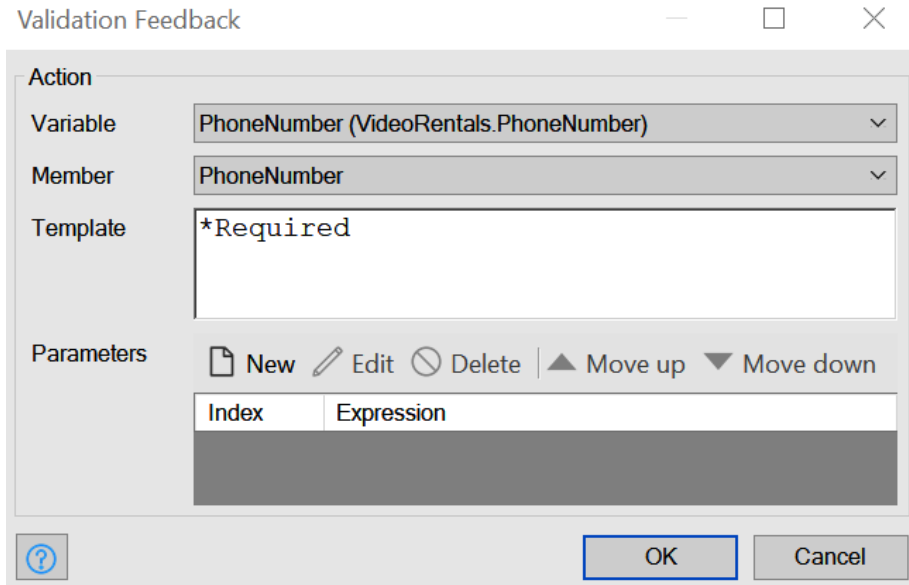 Validation Feedback
Action
Variable PhoneNumber (VideoRentals.PhoneNumber)
Member PhoneNumber
Template *Required
Parameters New Edit Delete Move up Move down
Index Expression
? OK Cancel